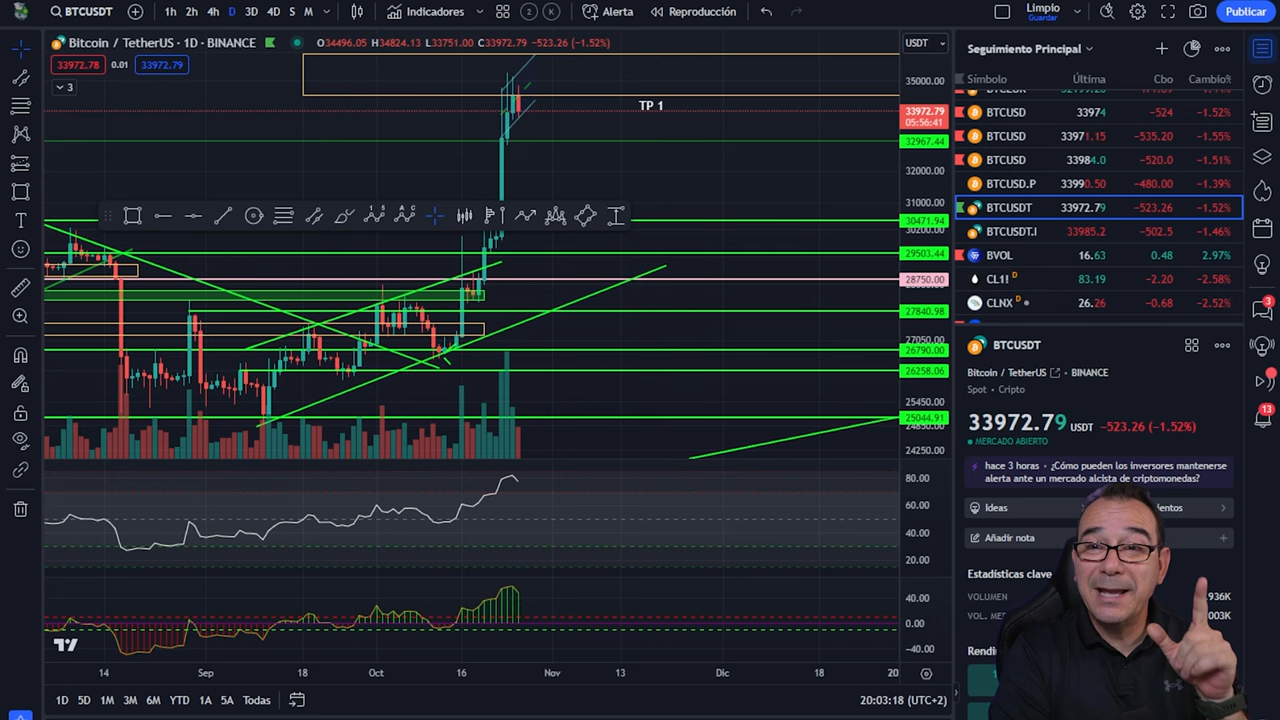 BTCUSDT 1h 2h 4h D 3D 4D S M Indicadores 2 K Alerta Reproducción Limpio Guardar Publicar
Bitcoin / TetherUS · 1D · BINANCE O34496.05 H34824.13 L33751.00 C33972.79 −523.26 (−1.52%) USDT
33972.78 0.01 33972.79
3
35000.00
TP 1
33972.79
05:56:41
32967.44
32000.00
31000.00
30471.94
30200.00
29503.44
28750.00
27840.98
27050.00
26790.00
26258.06
25450.00
25044.91
24850.00
24250.00
80.00
60.00
40.00
20.00
40.00
0.00
−40.00
14 Sep 18 Oct 16 Nov 13 Dic 18 20
1D 5D 1M 3M 6M YTD 1A 5A Todas 20:03:18 (UTC+2)
Seguimiento Principal
Símbolo Última Cbo Cambio%
BTCUSD 33974 −524 −1.52%
BTCUSD 33971.15 −535.20 −1.55%
BTCUSD 33984.0 −520.0 −1.51%
BTCUSD.P 33990.50 −480.00 −1.39%
BTCUSDT 33972.79 −523.26 −1.52%
BTCUSDT.I 33985.2 −502.5 −1.46%
BVOL 16.63 0.48 2.97%
CL1! D 83.19 −2.20 −2.58%
CLNX D 26.26 −0.68 −2.52%
BTCUSDT
Bitcoin / TetherUS · BINANCE
Spot · Cripto
33972.79 USDT −523.26 (−1.52%)
MERCADO ABIERTO
hace 3 horas · ¿Cómo pueden los inversores mantenerse
alerta ante un mercado alcista de criptomonedas?
Ideas
Añadir nota
Estadísticas clave
VOLUMEN
VOL.
3
13